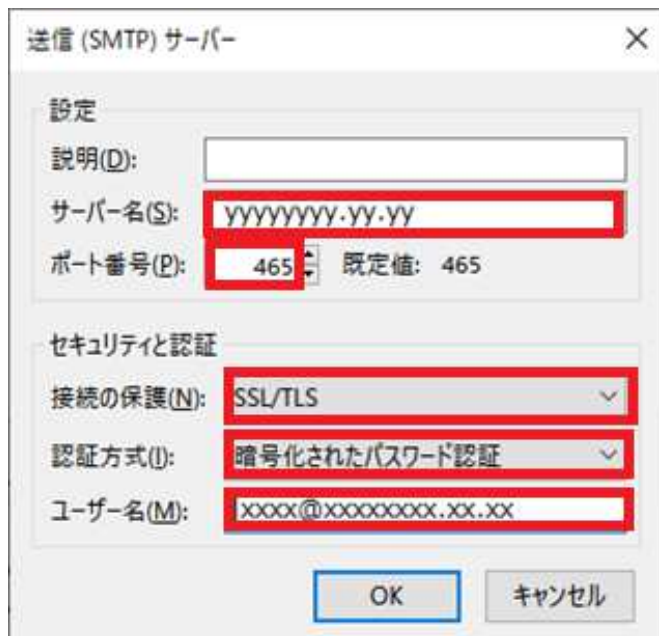 送信 (SMTP) サーバー
設定
説明(D):
サーバー名(S): yyyyyyyy.yy.yy
ポート番号(P): 465 既定値: 465
セキュリティと認証
接続の保護(N): SSL/TLS
認証方式(I): 暗号化されたパスワード認証
ユーザー名(M): xxxx@xxxxxxxx.xx.xx
OK キャンセル